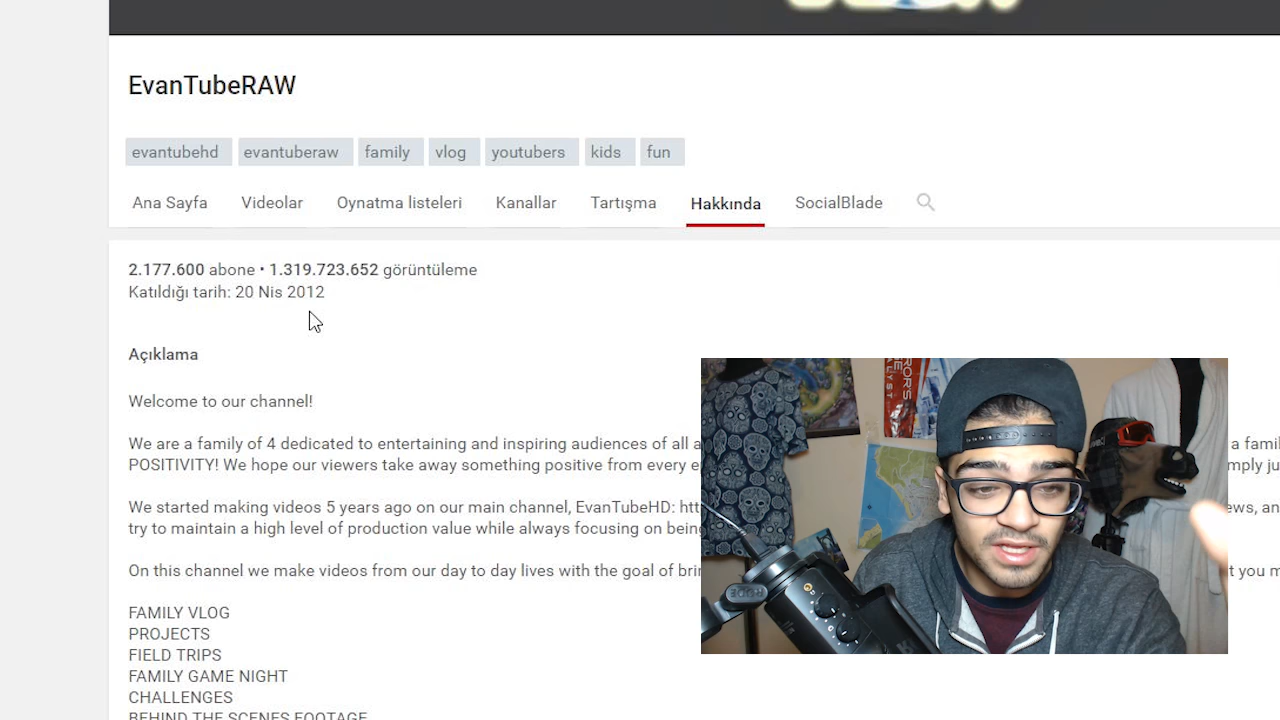 EvanTubeRAW
evantubehd evantuberaw family vlog youtubers kids fun
Ana Sayfa Videolar Oynatma listeleri Kanallar Tartışma Hakkında SocialBlade
2.177.600 abone • 1.319.723.652 görüntüleme
Katıldığı tarih: 20 Nis 2012
Açıklama
Welcome to our channel!
We are a family of 4 dedicated to entertaining and inspiring audiences of all a
POSITIVITY! We hope our viewers take away something positive from every
We started making videos 5 years ago on our main channel, EvanTubeHD:
try to maintain a high level of production value while always focusing on
On this channel we make videos from our day to day lives with the goal of
FAMILY VLOG
PROJECTS
FIELD TRIPS
FAMILY GAME NIGHT
CHALLENGES
BEHIND THE SCENES FOOTAGE
RODE